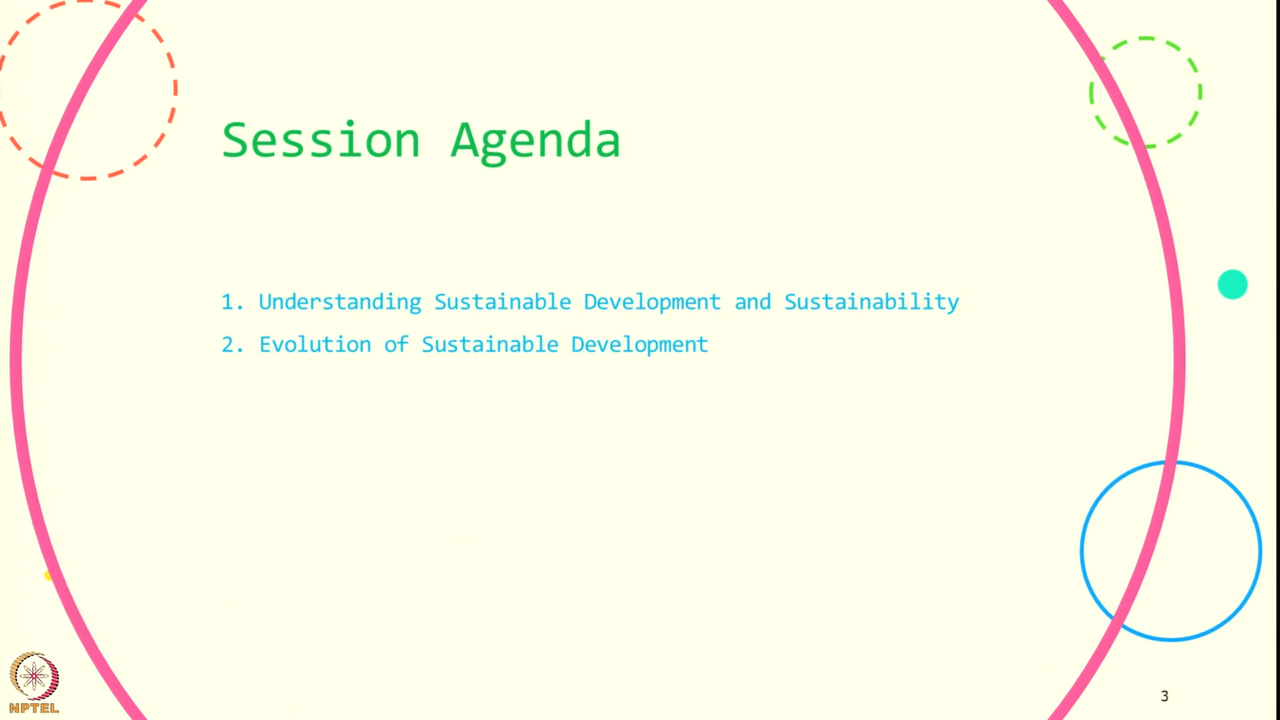 Session Agenda
1. Understanding Sustainable Development and Sustainability
2. Evolution of Sustainable Development
NPTEL
3